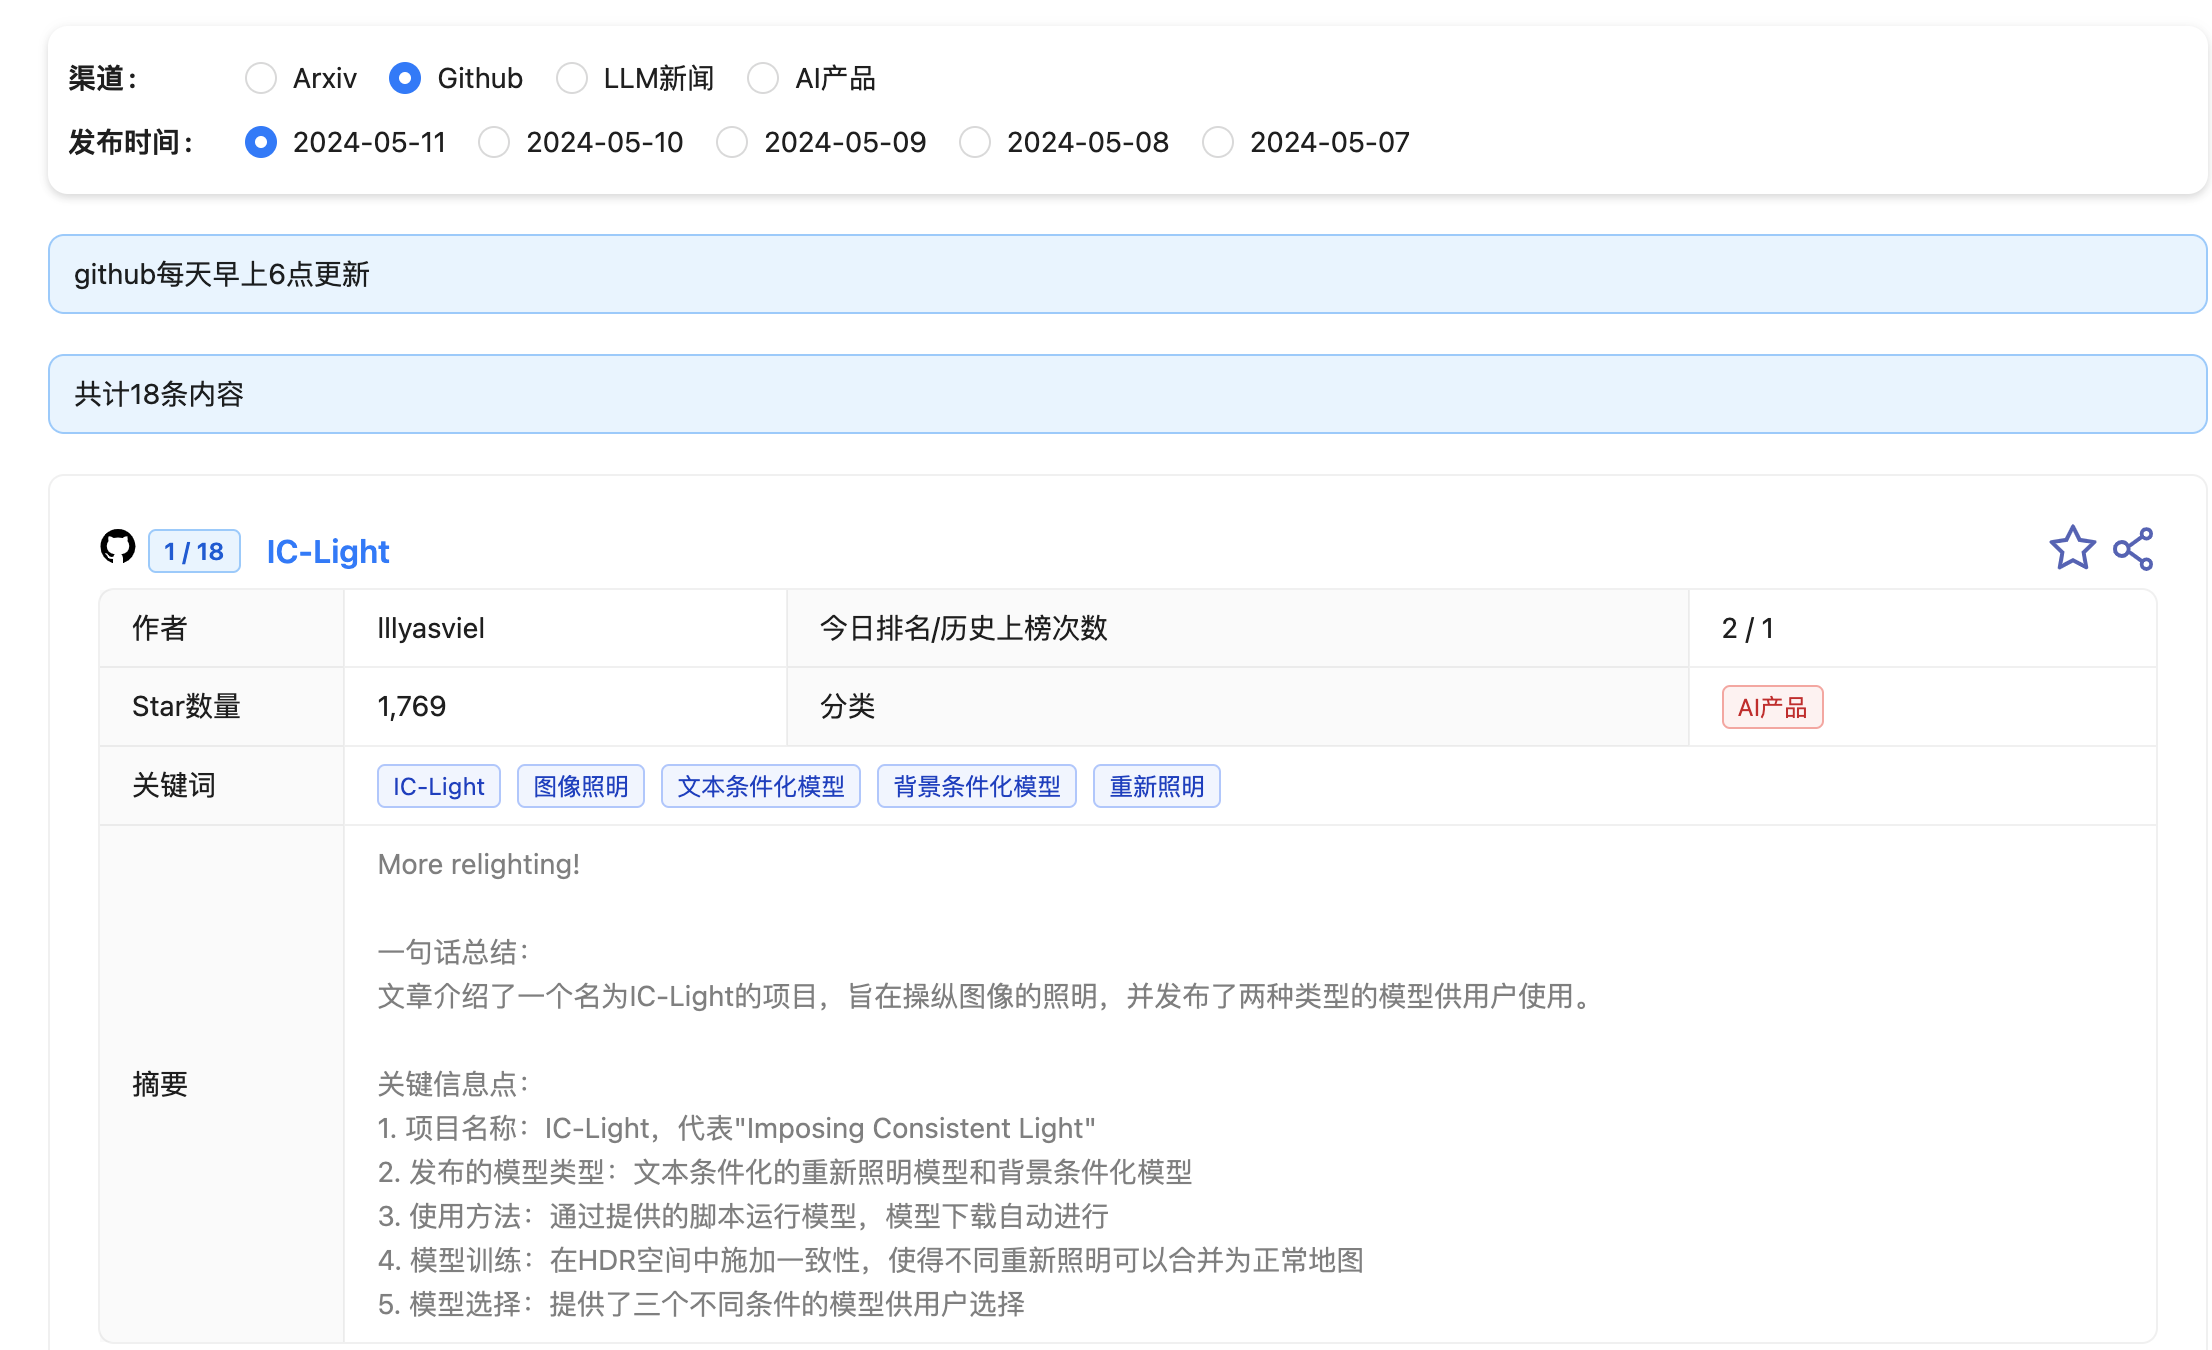 渠道： Arxiv Github LLM新闻 AI产品
发布时间： 2024-05-11 2024-05-10 2024-05-09 2024-05-08 2024-05-07
github每天早上6点更新
共计18条内容
1 / 18 IC-Light
作者 lllyasviel 今日排名/历史上榜次数 2 / 1
Star数量 1,769 分类 AI产品
关键词 IC-Light 图像照明 文本条件化模型 背景条件化模型 重新照明
摘要
More relighting!
一句话总结：
文章介绍了一个名为IC-Light的项目，旨在操纵图像的照明，并发布了两种类型的模型供用户使用。
关键信息点：
1. 项目名称：IC-Light，代表"Imposing Consistent Light"
2. 发布的模型类型：文本条件化的重新照明模型和背景条件化模型
3. 使用方法：通过提供的脚本运行模型，模型下载自动进行
4. 模型训练：在HDR空间中施加一致性，使得不同重新照明可以合并为正常地图
5. 模型选择：提供了三个不同条件的模型供用户选择